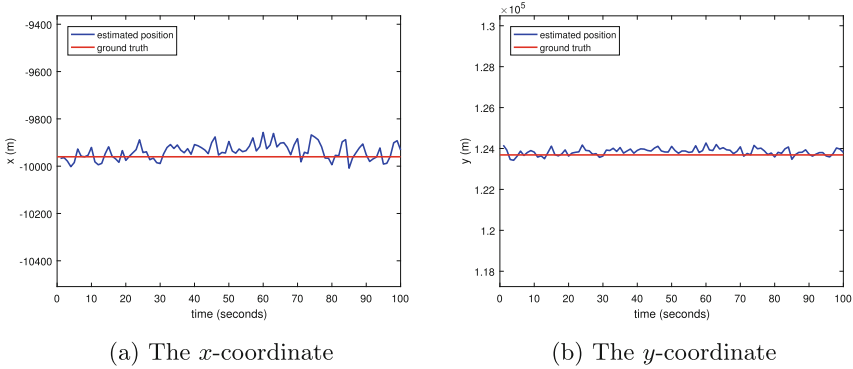 estimated position
ground truth
-9400
-9600
-9800
-10000
-10200
-10400
x (m)
0 10 20 30 40 50 60 70 80 90 100
time (seconds)
(a) The x-coordinate
×10⁵
estimated position
ground truth
1.3
1.28
1.26
1.24
1.22
1.2
1.18
y (m)
0 10 20 30 40 50 60 70 80 90 100
time (seconds)
(b) The y-coordinate